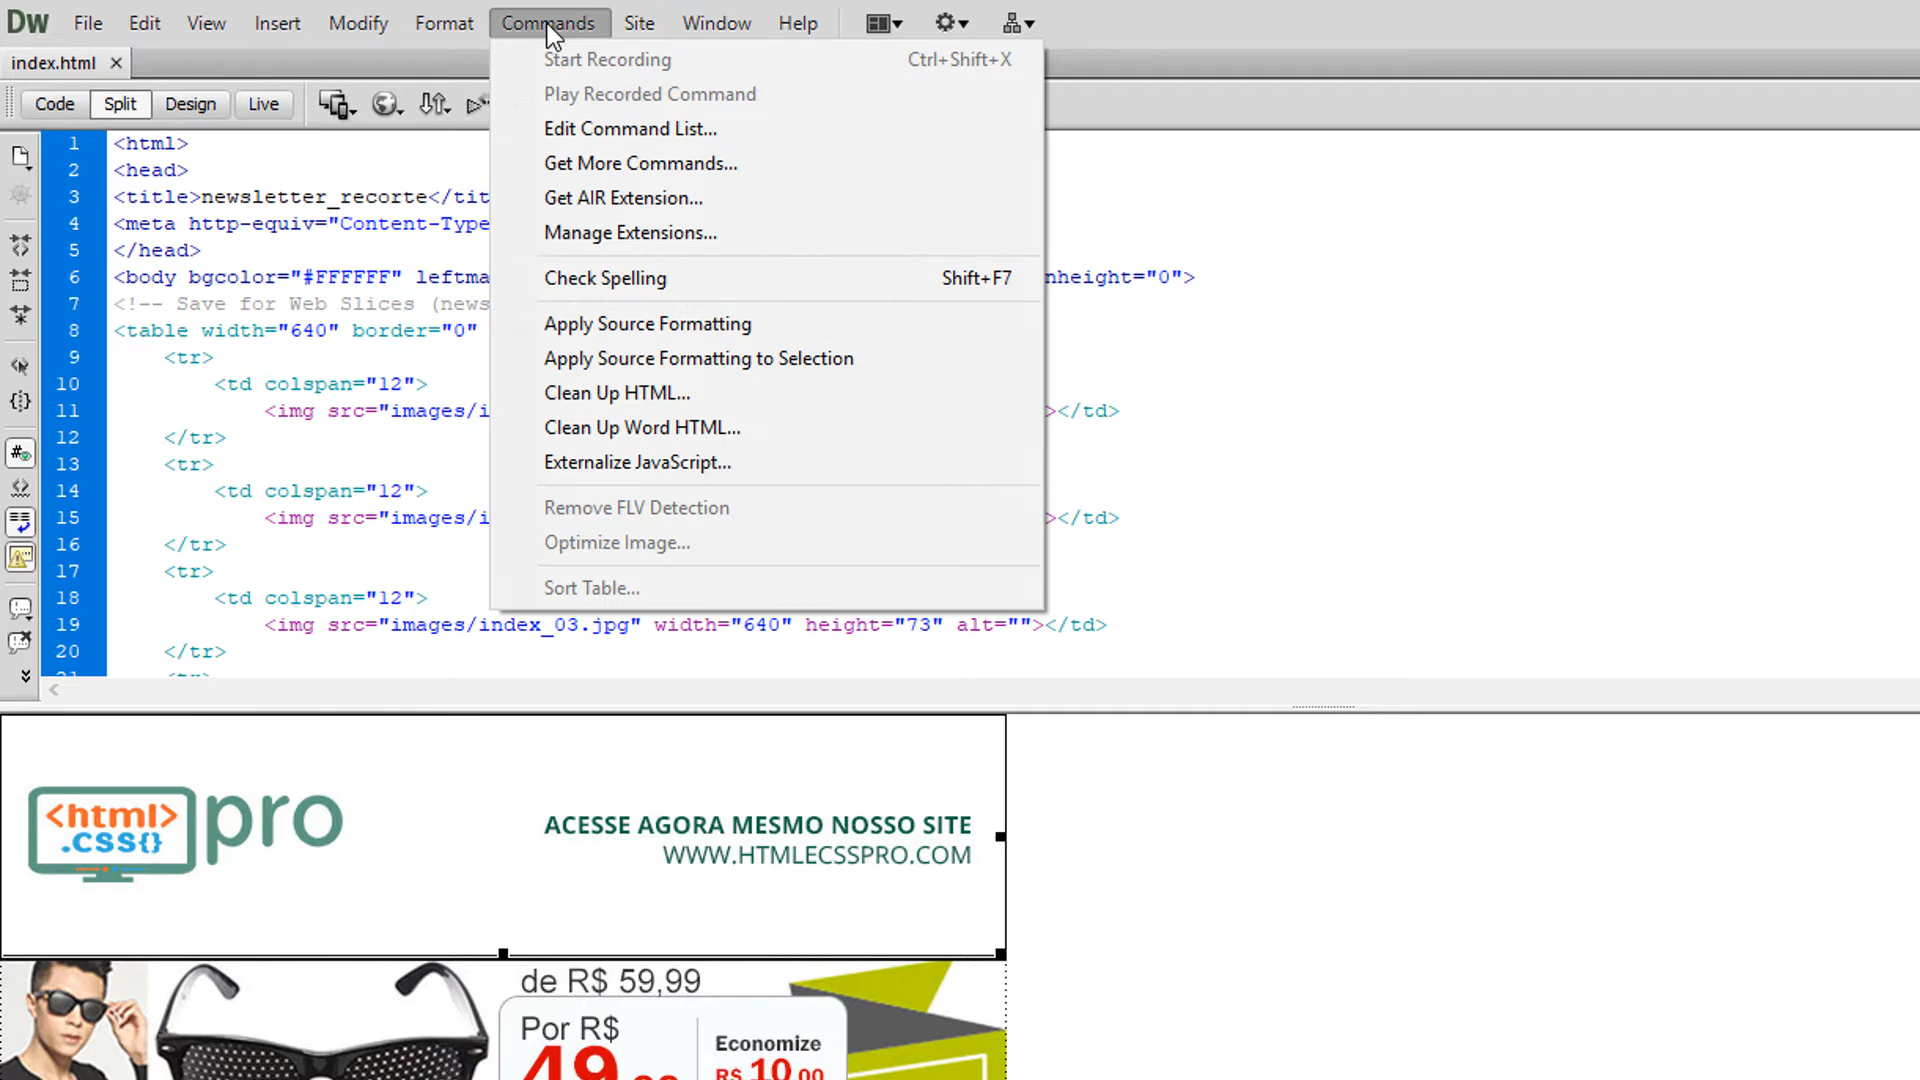 Dw File Edit View Insert Modify Format Commands Site Window Help
index.html ×
Code Split Design Live
Start Recording Ctrl+Shift+X
Play Recorded Command
Edit Command List...
Get More Commands...
Get AIR Extension...
Manage Extensions...
Check Spelling Shift+F7
Apply Source Formatting
Apply Source Formatting to Selection
Clean Up HTML...
Clean Up Word HTML...
Externalize JavaScript...
Remove FLV Detection
Optimize Image...
Sort Table...
1 <html>
2 <head>
3 <title>newsletter_recorte</tit
4 <meta http-equiv="Content-Type
5 </head>
6 <body bgcolor="#FFFFFF" leftma nheight="0">
7 <!-- Save for Web Slices (news
8 <table width="640" border="0"
9 <tr>
10 <td colspan="12">
11 <img src="images/i ></td>
12 </tr>
13 <tr>
14 <td colspan="12">
15 <img src="images/i ></td>
16 </tr>
17 <tr>
18 <td colspan="12">
19 <img src="images/index_03.jpg" width="640" height="73" alt=""></td>
20 </tr>
21 <tr>
<html> pro
.CSS{}
ACESSE AGORA MESMO NOSSO SITE
WWW.HTMLECSSPRO.COM
de R$ 59,99
Por R$
49
Economize
R$ 10,00